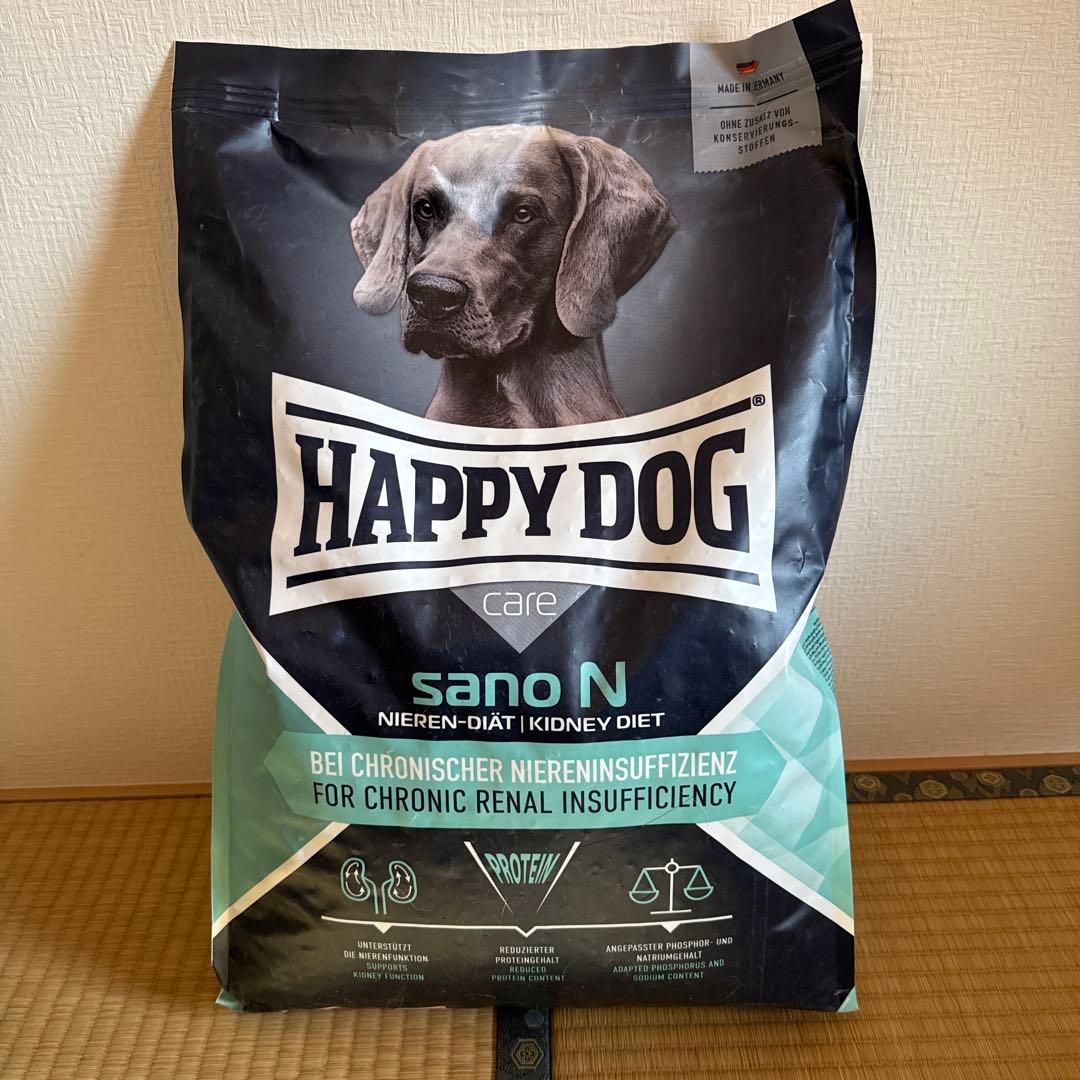 MADE IN GERMANY
OHNE ZUSATZ VON
KONSERVIERUNGS-
STOFFEN
HAPPY DOG®
care
sano N
NIEREN-DIÄT | KIDNEY DIET
BEI CHRONISCHER NIERENINSUFFIZIENZ
FOR CHRONIC RENAL INSUFFICIENCY
PROTEIN
UNTERSTÜTZT
DIE NIERENFUNKTION
SUPPORTS
KIDNEY FUNCTION
REDUZIERTER
PROTEINGEHALT
REDUCED
PROTEIN CONTENT
ANGEPASSTER PHOSPHOR- UND
NATRIUMGEHALT
ADAPTED PHOSPHORUS AND
SODIUM CONTENT